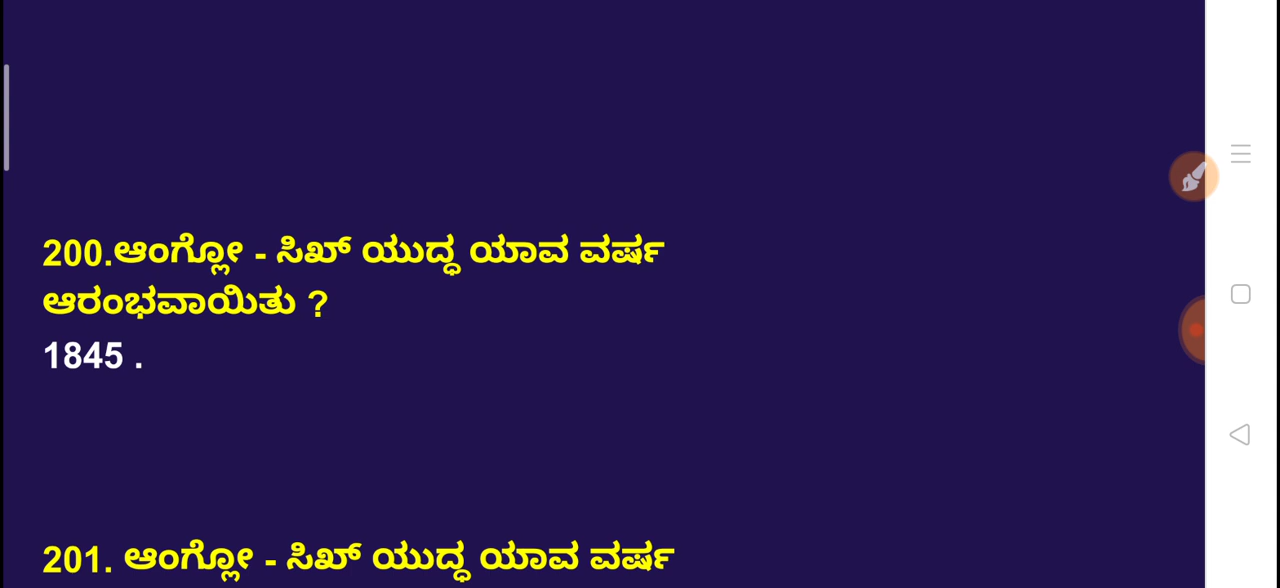 200.ಆಂಗ್ಲೋ - ಸಿಖ್ ಯುದ್ಧ ಯಾವ ವರ್ಷ
ಆರಂಭವಾಯಿತು ?
1845 .
201. ಆಂಗ್ಲೋ - ಸಿಖ್ ಯುದ್ಧ ಯಾವ ವರ್ಷ